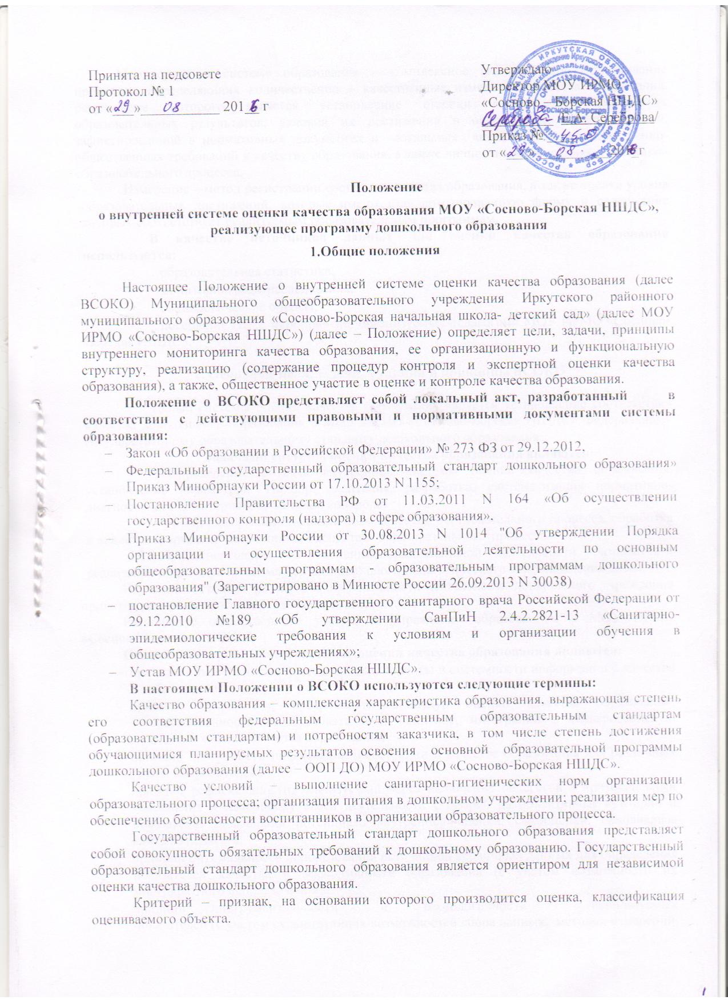 Принята на педсовете
Протокол № 1
от «29» 08 2016 г
Утверждаю
Директор МОУ ИРМО
«Сосново – Борская НШДС»
Е.А. Сереброва/
Приказ № 45-О
от «29» 08 2016 г
Положение
о внутренней системе оценки качества образования МОУ «Сосново-Борская НШДС»,
реализующее программу дошкольного образования
1.Общие положения
Настоящее Положение о внутренней системе оценки качества образования (далее
ВСОКО) Муниципального общеобразовательного учреждения Иркутского районного
муниципального образования «Сосново-Борская начальная школа- детский сад» (далее МОУ
ИРМО «Сосново-Борская НШДС») (далее – Положение) определяет цели, задачи, принципы
внутреннего мониторинга качества образования, ее организационную и функциональную
структуру, реализацию (содержание процедур контроля и экспертной оценки качества
образования), а также, общественное участие в оценке и контроле качества образования.
Положение о ВСОКО представляет собой локальный акт, разработанный в
соответствии с действующими правовыми и нормативными документами системы
образования:
– Закон «Об образовании в Российской Федерации» № 273 ФЗ от 29.12.2012,
– Федеральный государственный образовательный стандарт дошкольного образования»
Приказ Минобрнауки России от 17.10.2013 N 1155;
– Постановление Правительства РФ от 11.03.2011 N 164 «Об осуществлении
государственного контроля (надзора) в сфере образования»,
– Приказ Минобрнауки России от 30.08.2013 N 1014 "Об утверждении Порядка
организации и осуществления образовательной деятельности по основным
общеобразовательным программам - образовательным программам дошкольного
образования" (Зарегистрировано в Минюсте России 26.09.2013 N 30038)
– постановление Главного государственного санитарного врача Российской Федерации от
29.12.2010 №189 «Об утверждении СанПиН 2.4.2.2821-13 «Санитарно-
эпидемиологические требования к условиям и организации обучения в
общеобразовательных учреждениях»;
– Устав МОУ ИРМО «Сосново-Борская НШДС».
В настоящем Положении о ВСОКО используются следующие термины:
Качество образования – комплексная характеристика образования, выражающая степень
его соответствия федеральным государственным образовательным стандартам
(образовательным стандартам) и потребностям заказчика, в том числе степень достижения
обучающимися планируемых результатов освоения основной образовательной программы
дошкольного образования (далее – ООП ДО) МОУ ИРМО «Сосново-Борская НШДС».
Качество условий – выполнение санитарно-гигиенических норм организации
образовательного процесса; организация питания в дошкольном учреждении; реализация мер по
обеспечению безопасности воспитанников в организации образовательного процесса.
Государственный образовательный стандарт дошкольного образования представляет
собой совокупность обязательных требований к дошкольному образованию. Государственный
образовательный стандарт дошкольного образования является ориентиром для независимой
оценки качества дошкольного образования.
Критерий – признак, на основании которого производится оценка, классификация
оцениваемого объекта.
1